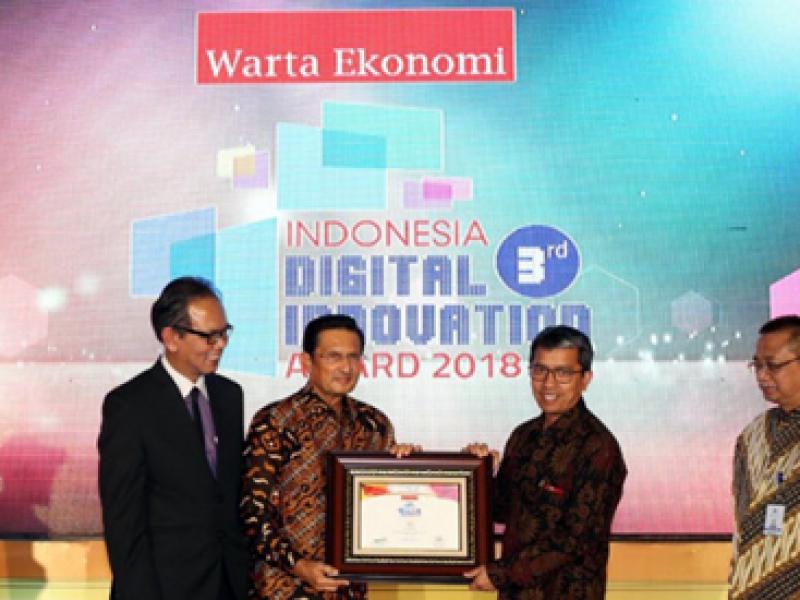 Warta Ekonomi
INDONESIA
DIGITAL 3rd
INNOVATION
AWARD 2018